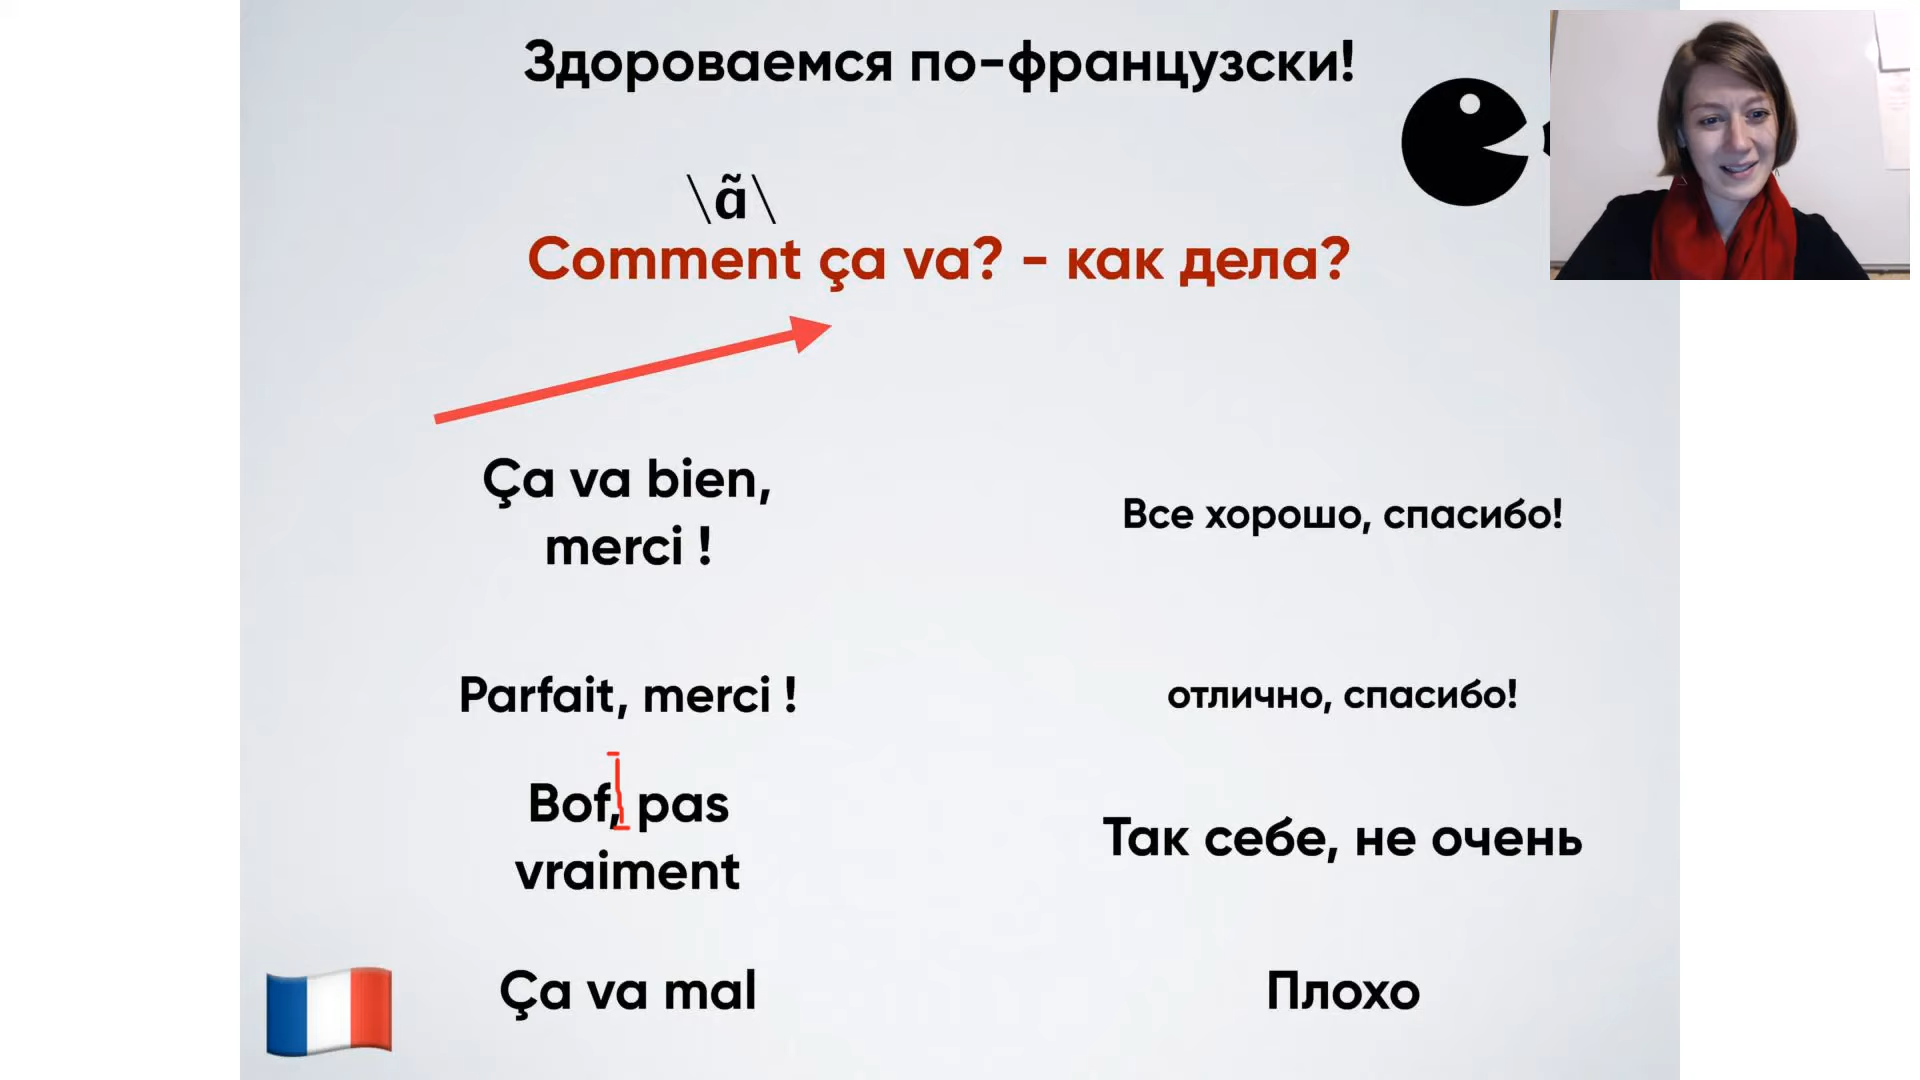 Здороваемся по-французски!
\ã\
Comment ça va? - как дела?
Ça va bien,
merci !
Все хорошо, спасибо!
Parfait, merci !
отлично, спасибо!
Bof, pas
vraiment
Так себе, не очень
Ça va mal
Плохо